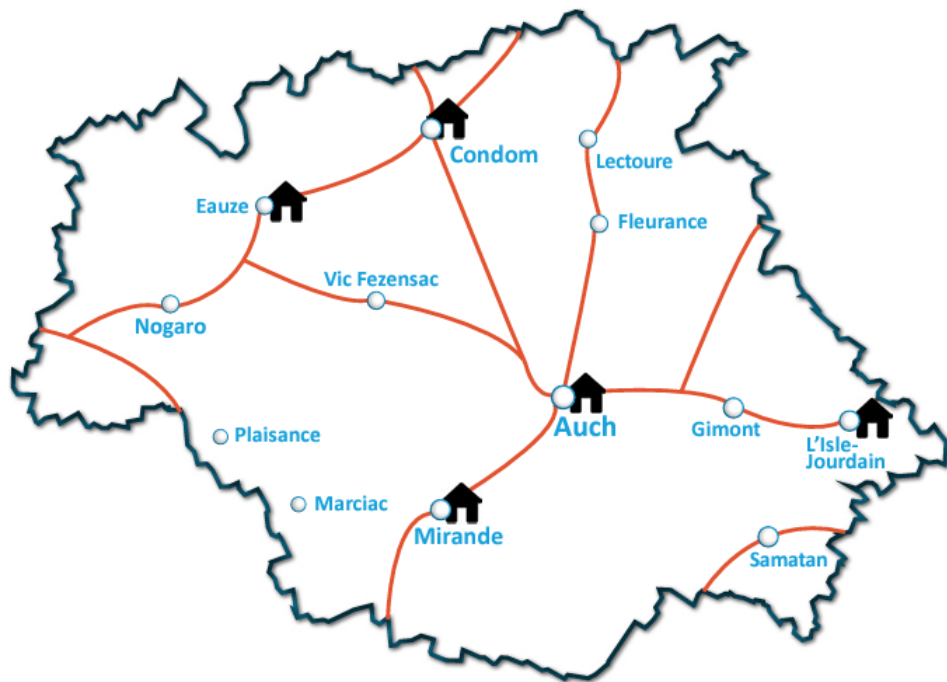 Condom
Lectoure
Eauze
Fleurance
Vic Fezensac
Nogaro
Auch
Plaisance
Gimont
L'Isle-
Jourdain
Marciac
Mirande
Samatan